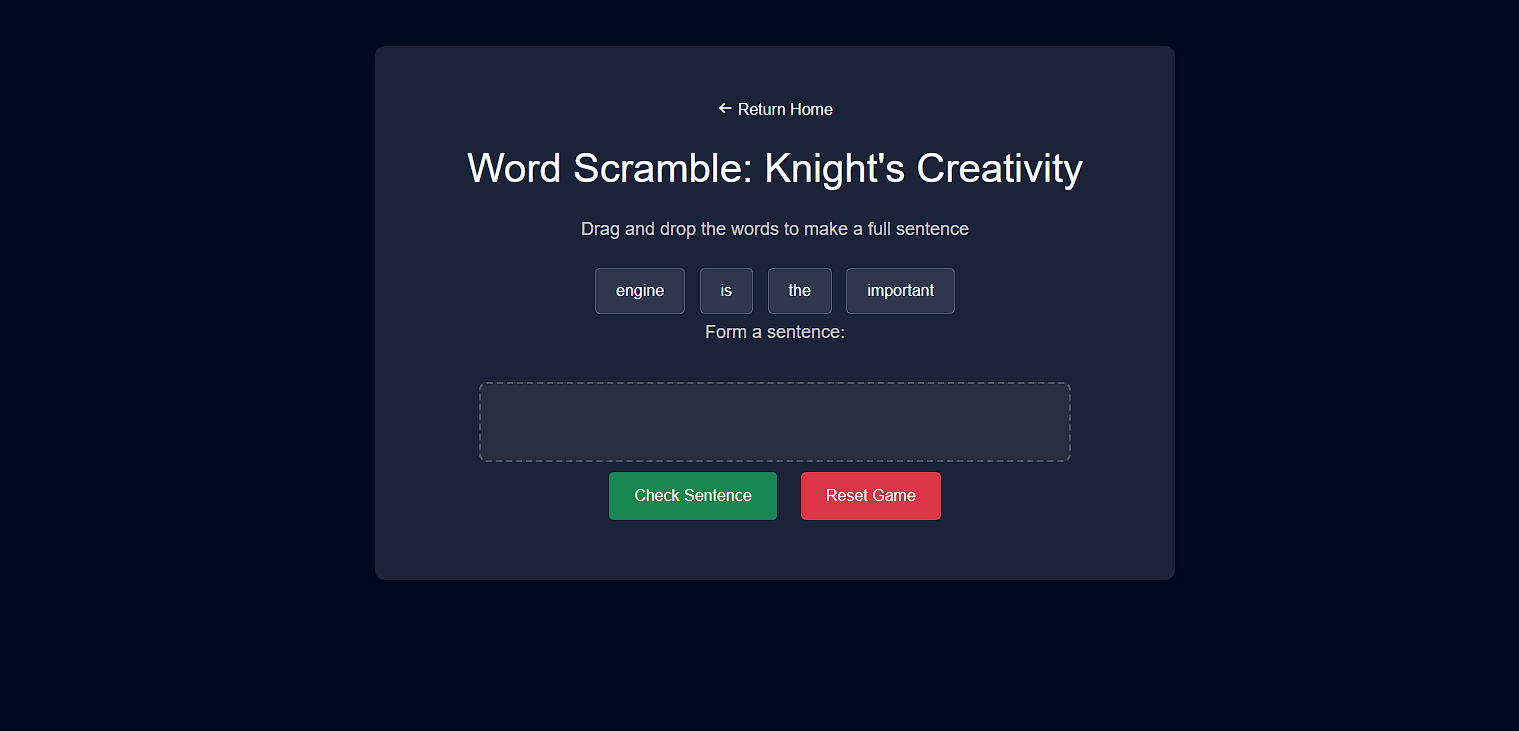 ← Return Home
Word Scramble: Knight's Creativity
Drag and drop the words to make a full sentence
engine is the important
Form a sentence:
Check Sentence Reset Game